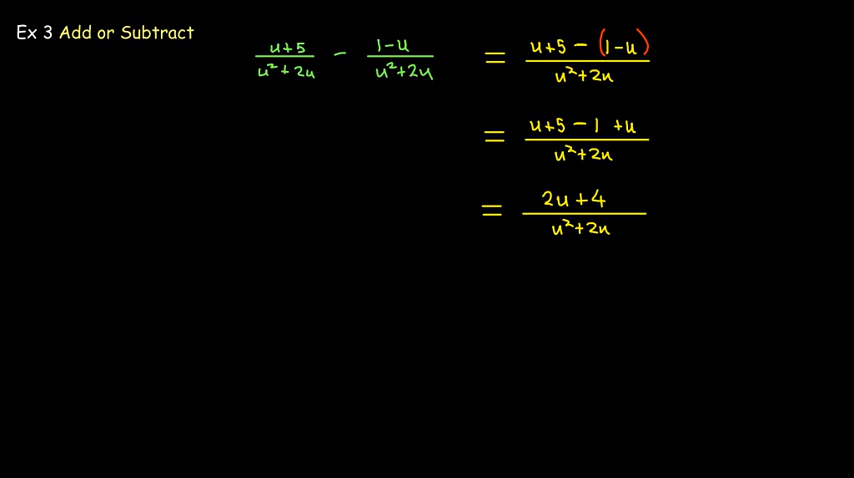 Ex 3 Add or Subtract
u+5/u²+2u − 1−u/u²+2u = u+5−(1−u)/u²+2u
= u+5−1+u/u²+2u
= 2u+4/u²+2u